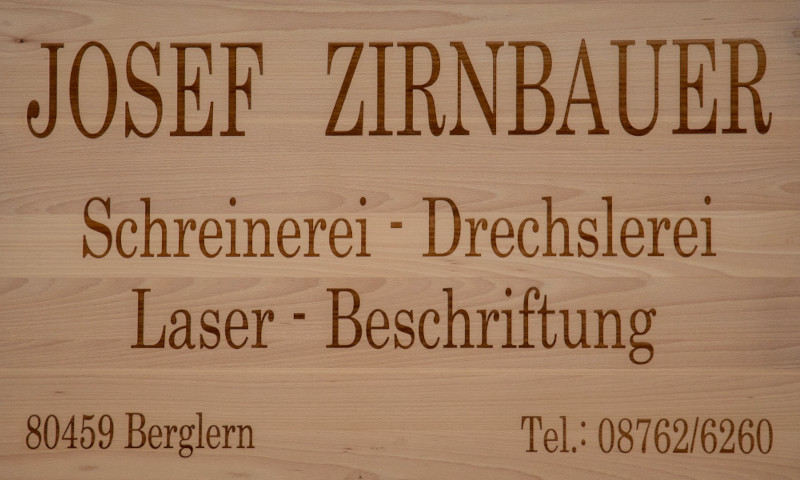 JOSEF ZIRNBAUER
Schreinerei - Drechslerei
Laser - Beschriftung
80459 Berglern
Tel.: 08762/6260